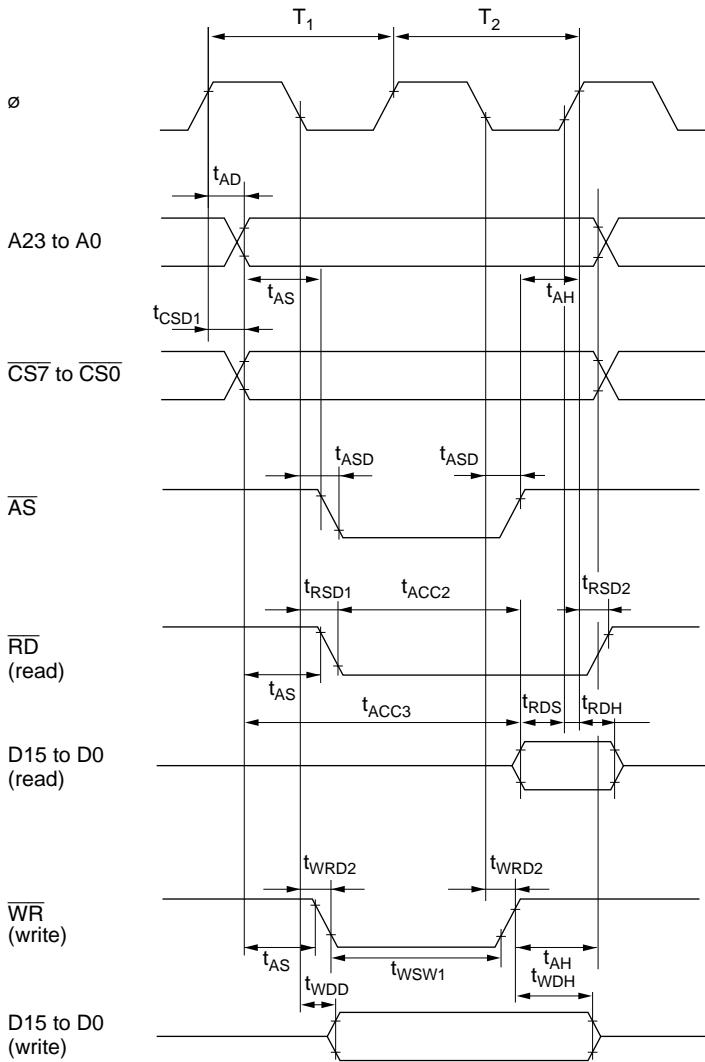 T1 T2
ø
tAD
A23 to A0
tAS tAH
tCSD1
CS7 to CS0
tASD tASD
AS
tRSD1 tACC2 tRSD2
RD
(read)
tAS
tACC3 tRDS tRDH
D15 to D0
(read)
tWRD2 tWRD2
WR
(write)
tAS tWSW1 tAH
tWDD tWDH
D15 to D0
(write)